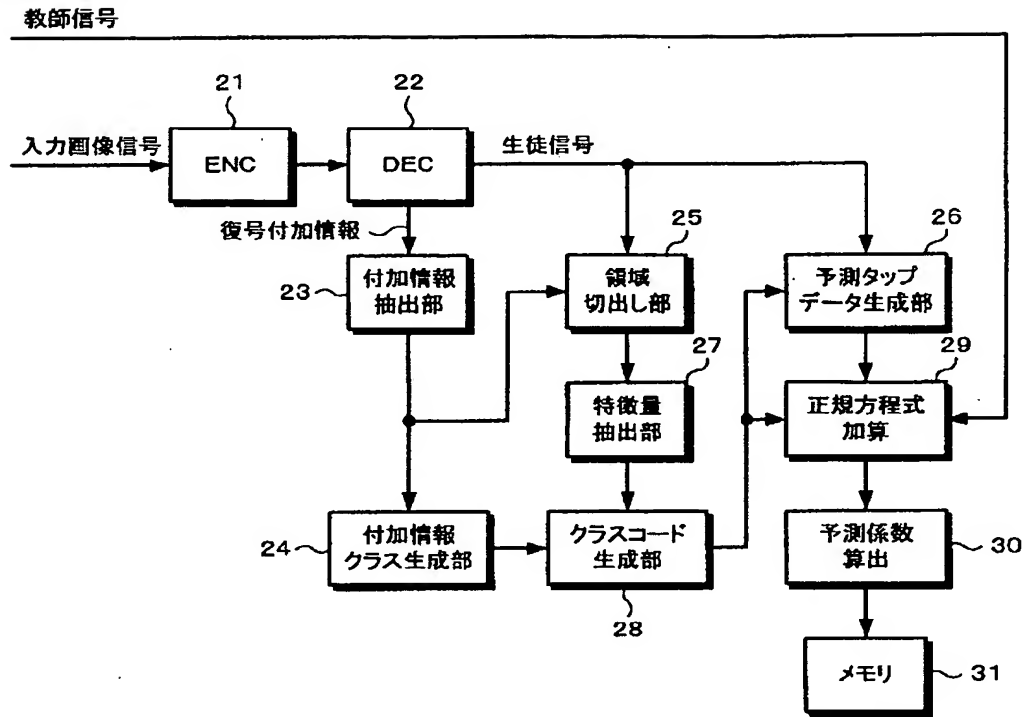 教師信号
21
22
入力画像信号
ENC
DEC
生徒信号
復号付加情報
25
26
23
付加情報
抽出部
領域
切出し部
予測タップ
データ生成部
27
29
特徴量
抽出部
正規方程式
加算
24
付加情報
クラス生成部
クラスコード
生成部
28
予測係数
算出
30
メモリ
31